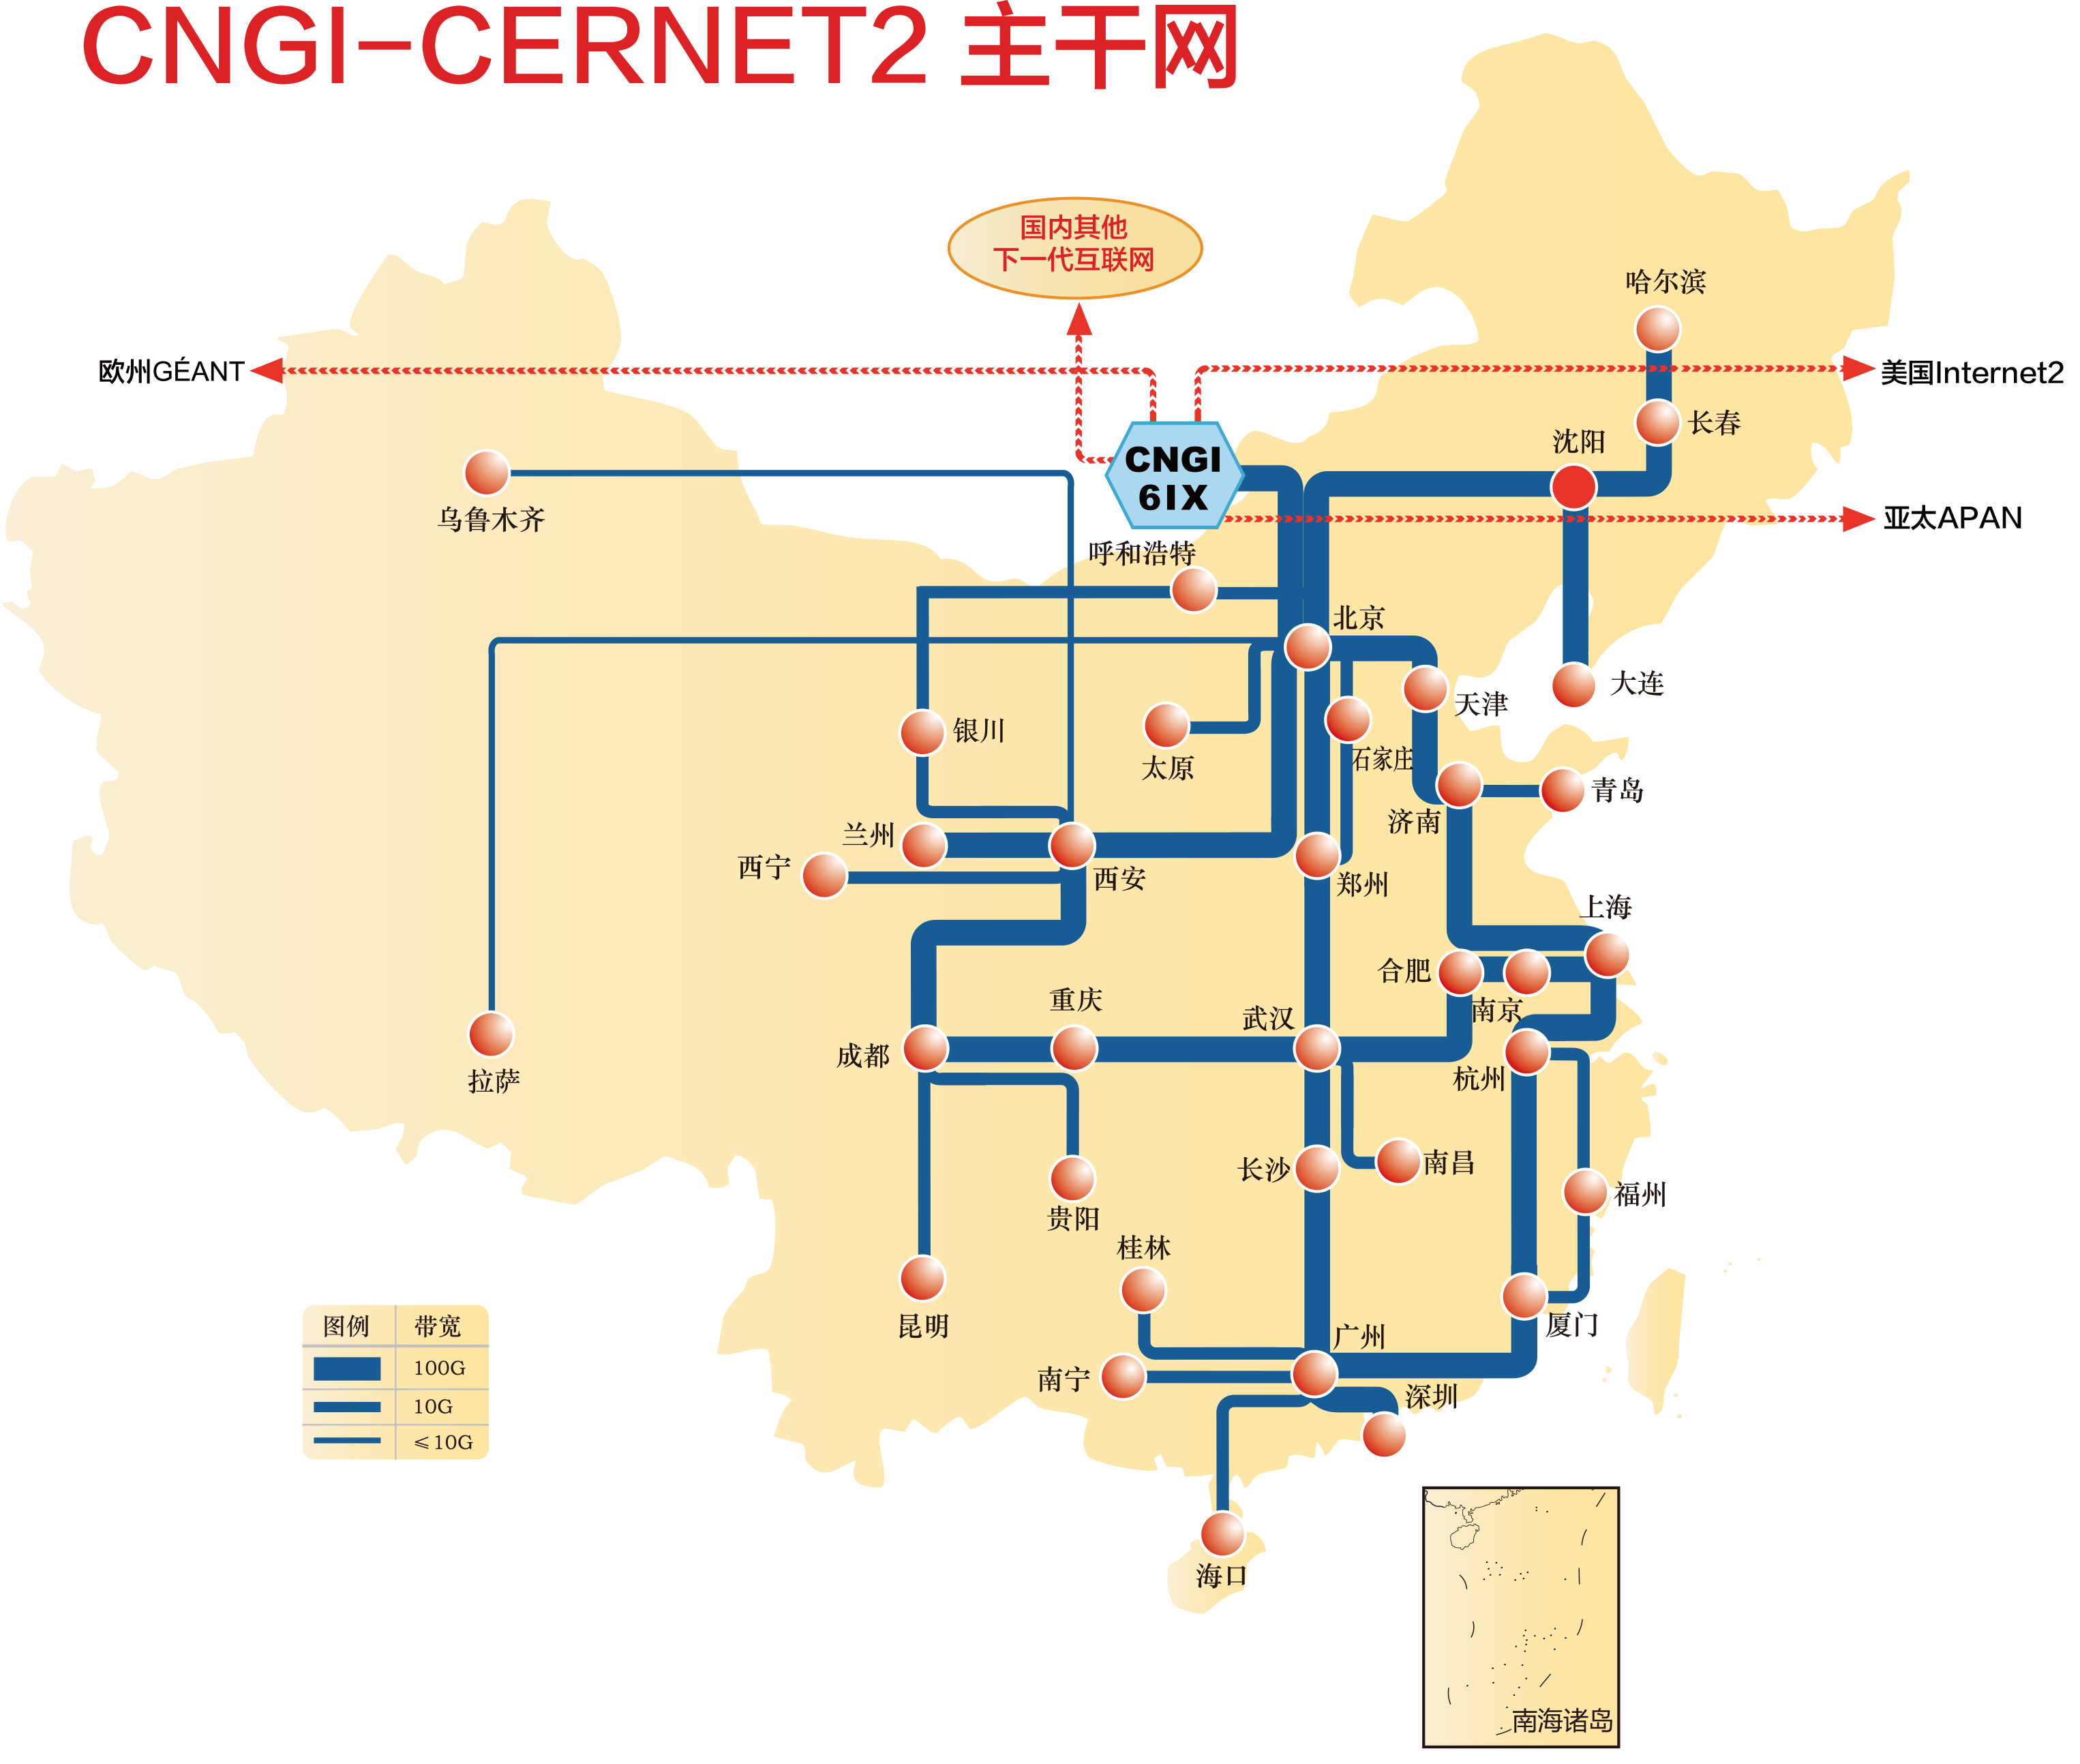 CNGI-CERNET2 主干网
国内其他
下一代互联网
哈尔滨
欧州GÉANT
美国Internet2
长春
沈阳
CNGI
6IX
乌鲁木齐
亚太APAN
呼和浩特
北京
大连
天津
银川
太原
石家庄
青岛
济南
兰州
西宁
西安
郑州
上海
合肥
南京
重庆
武汉
成都
杭州
拉萨
长沙
南昌
福州
贵阳
桂林
昆明
厦门
广州
南宁
深圳
图例 带宽
100G
10G
≤10G
海口
南海诸岛